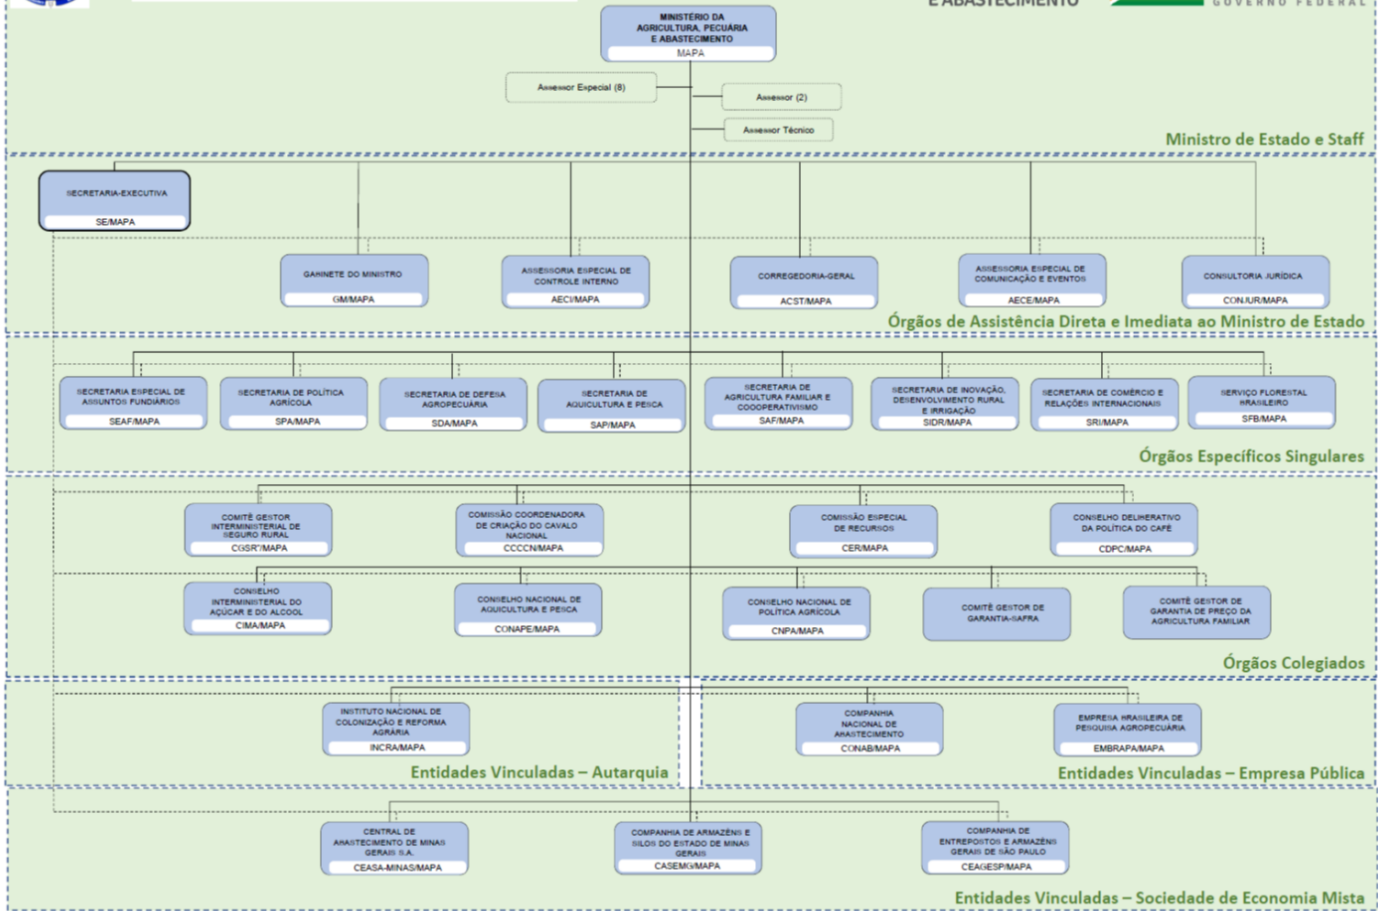 E ABASTECIMENTO
GOVERNO FEDERAL
MINISTÉRIO DA
AGRICULTURA, PECUÁRIA
E ABASTECIMENTO
MAPA
Assessor Especial (8)
Assessor (2)
Assessor Técnico
Ministro de Estado e Staff
SECRETARIA-EXECUTIVA
SE/MAPA
GABINETE DO MINISTRO
GM/MAPA
ASSESSORIA ESPECIAL DE
CONTROLE INTERNO
AECI/MAPA
CORREGEDORIA-GERAL
ACST/MAPA
ASSESSORIA ESPECIAL DE
COMUNICAÇÃO E EVENTOS
AECE/MAPA
CONSULTORIA JURÍDICA
CONJUR/MAPA
Órgãos de Assistência Direta e Imediata ao Ministro de Estado
SECRETARIA ESPECIAL DE
ASSUNTOS FUNDIÁRIOS
SEAF/MAPA
SECRETARIA DE POLÍTICA
AGRÍCOLA
SPA/MAPA
SECRETARIA DE DEFESA
AGROPECUÁRIA
SDA/MAPA
SECRETARIA DE
AQUICULTURA E PESCA
SAP/MAPA
SECRETARIA DE
AGRICULTURA FAMILIAR E
COOOPERATIVISMO
SAF/MAPA
SECRETARIA DE INOVAÇÃO,
DESENVOLVIMENTO RURAL
E IRRIGAÇÃO
SIDR/MAPA
SECRETARIA DE COMÉRCIO E
RELAÇÕES INTERNACIONAIS
SRI/MAPA
SERVIÇO FLORESTAL
BRASILEIRO
SFB/MAPA
Órgãos Específicos Singulares
COMITÊ GESTOR
INTERMINISTERIAL DE
SEGURO RURAL
CGSR"/MAPA
COMISSÃO COORDENADORA
DE CRIAÇÃO DO CAVALO
NACIONAL
CCCCN/MAPA
COMISSÃO ESPECIAL
DE RECURSOS
CER/MAPA
CONSELHO DELIBERATIVO
DA POLÍTICA DO CAFÉ
CDPC/MAPA
CONSELHO
INTERMINISTERIAL DO
AÇÚCAR E DO ALCOOL
CIMA/MAPA
CONSELHO NACIONAL DE
AQUICULTURA E PESCA
CONAPE/MAPA
CONSELHO NACIONAL DE
POLÍTICA AGRÍCOLA
CNPA/MAPA
COMITÊ GESTOR DE
GARANTIA-SAFRA
COMITÊ GESTOR DE
GARANTIA DE PREÇO DA
AGRICULTURA FAMILIAR
Órgãos Colegiados
INSTITUTO NACIONAL DE
COLONIZAÇÃO E REFORMA
AGRÁRIA
INCRA/MAPA
Entidades Vinculadas – Autarquia
COMPANHIA
NACIONAL DE
ABASTECIMENTO
CONAB/MAPA
EMPRESA BRASILEIRA DE
PESQUISA AGROPECUÁRIA
EMBRAPA/MAPA
Entidades Vinculadas – Empresa Pública
CENTRAL DE
ABASTECIMENTO DE MINAS
GERAIS S.A.
CEASA-MINAS/MAPA
COMPANHIA DE ARMAZÉNS E
SILOS DO ESTADO DE MINAS
GERAIS
CASEMG/MAPA
COMPANHIA DE
ENTREPOSTOS E ARMAZÉNS
GERAIS DE SÃO PAULO
CEAGESP/MAPA
Entidades Vinculadas – Sociedade de Economia Mista